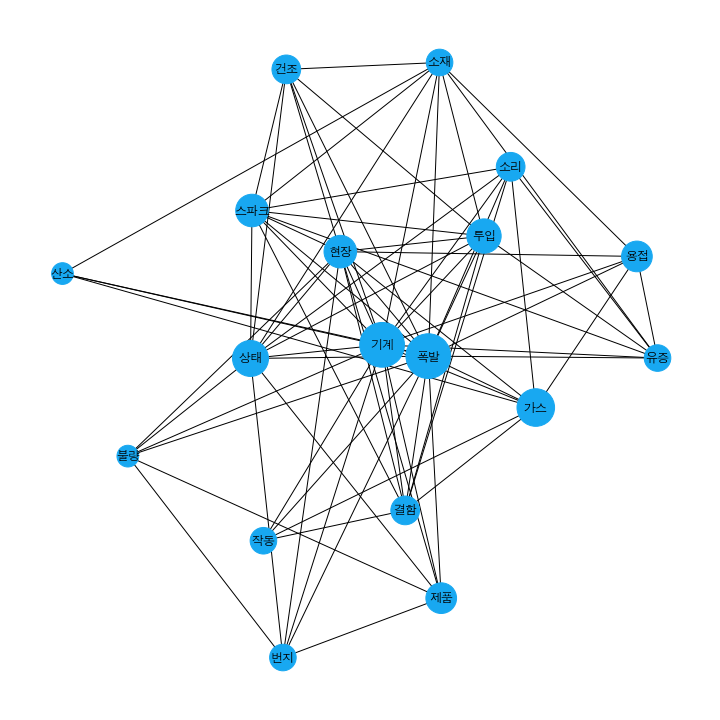 소재
건조
소리
스파크
투입
현장
용접
산소
기계
폭발
상태
유증
가스
불량
결함
작동
제품
번지